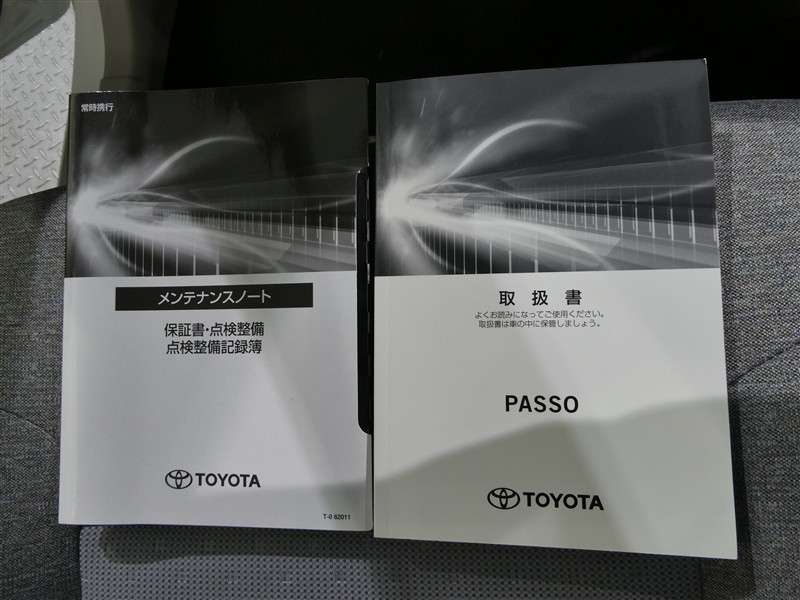 常時携行
メンテナンスノート
保証書・点検整備
点検整備記録簿
TOYOTA
T-0 62011
取扱書
よくお読みになってご使用ください。
取扱書は車の中に保管しましょう。
PASSO
TOYOTA